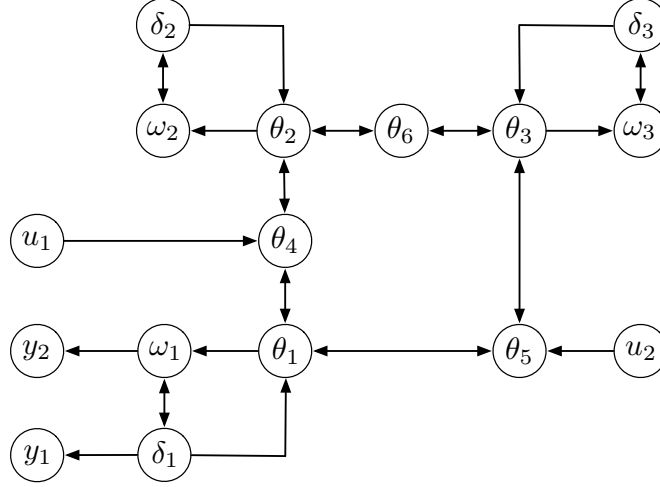 δ₂ δ₃
ω₂ θ₂ θ₆ θ₃ ω₃
u₁ θ₄
y₂ ω₁ θ₁ θ₅ u₂
y₁ δ₁